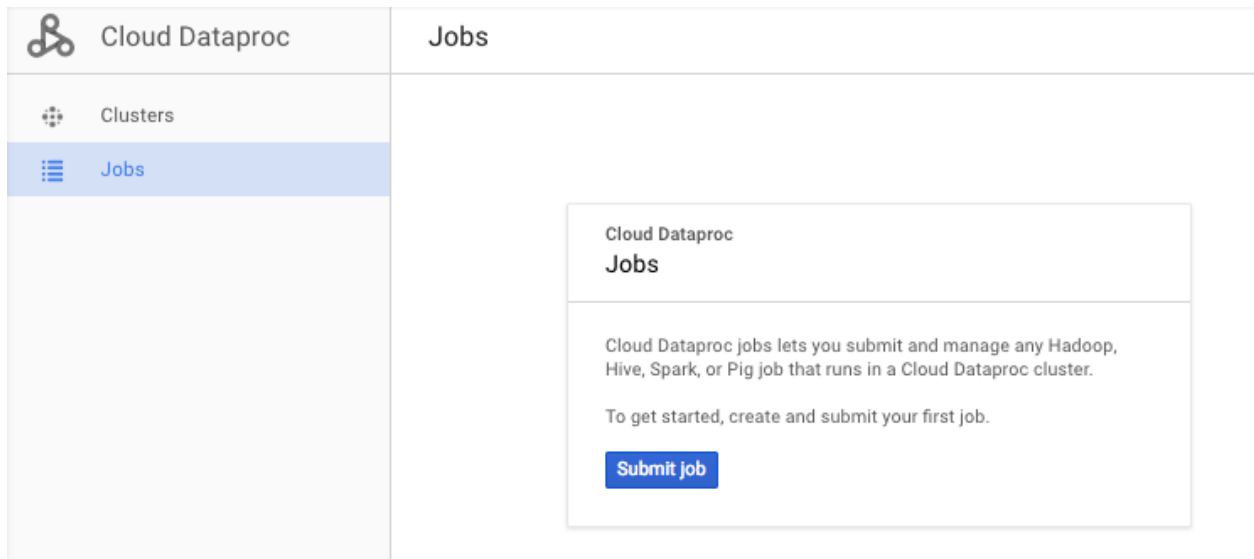 Cloud Dataproc
Jobs
Clusters
Jobs
Cloud Dataproc
Jobs
Cloud Dataproc jobs lets you submit and manage any Hadoop,
Hive, Spark, or Pig job that runs in a Cloud Dataproc cluster.
To get started, create and submit your first job.
Submit job